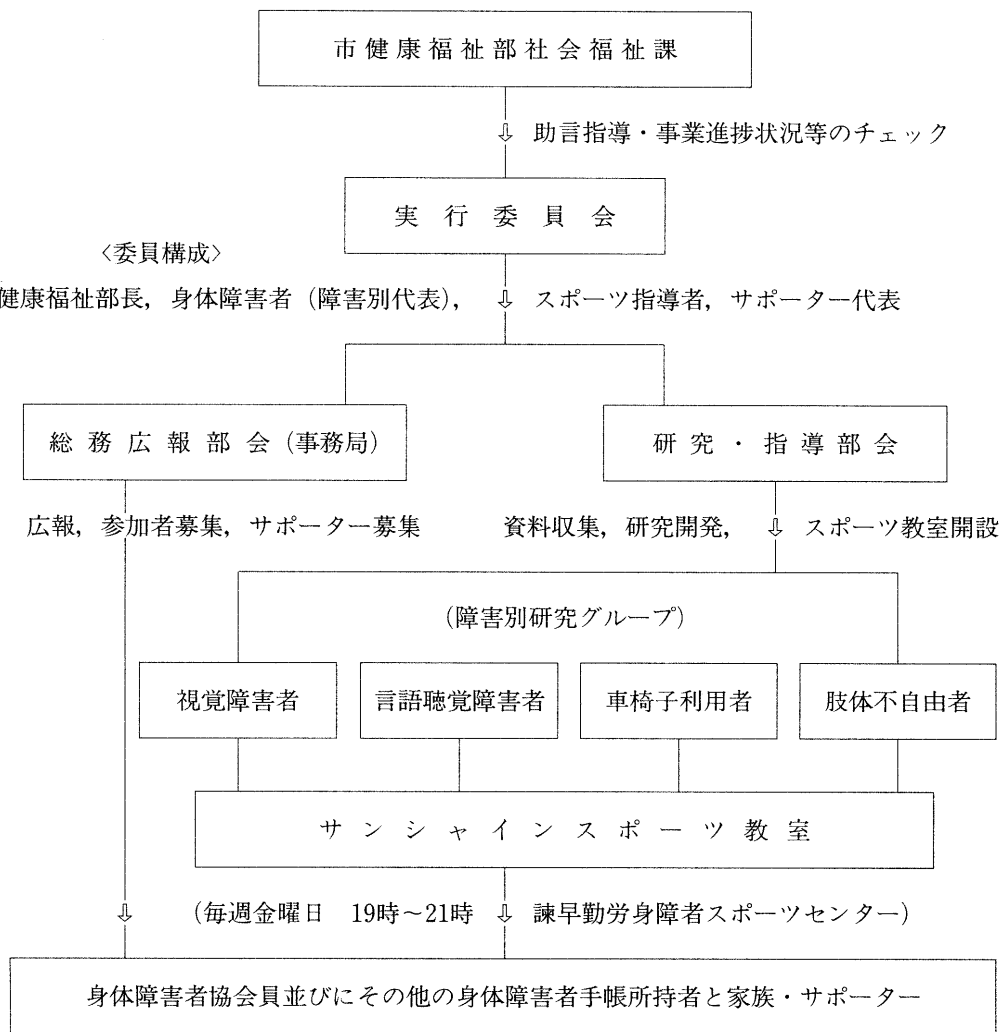 市健康福祉部社会福祉課
⇩ 助言指導・事業進捗状況等のチェック
実行委員会
〈委員構成〉
健康福祉部長，身体障害者（障害別代表）， ⇩ スポーツ指導者，サポーター代表
総務広報部会（事務局）
研究・指導部会
広報，参加者募集，サポーター募集
資料収集，研究開発， ⇩ スポーツ教室開設
（障害別研究グループ）
視覚障害者
言語聴覚障害者
車椅子利用者
肢体不自由者
サンシャインスポーツ教室
⇩ （毎週金曜日　19時～21時 ⇩ 諫早勤労身障者スポーツセンター）
身体障害者協会員並びにその他の身体障害者手帳所持者と家族・サポーター